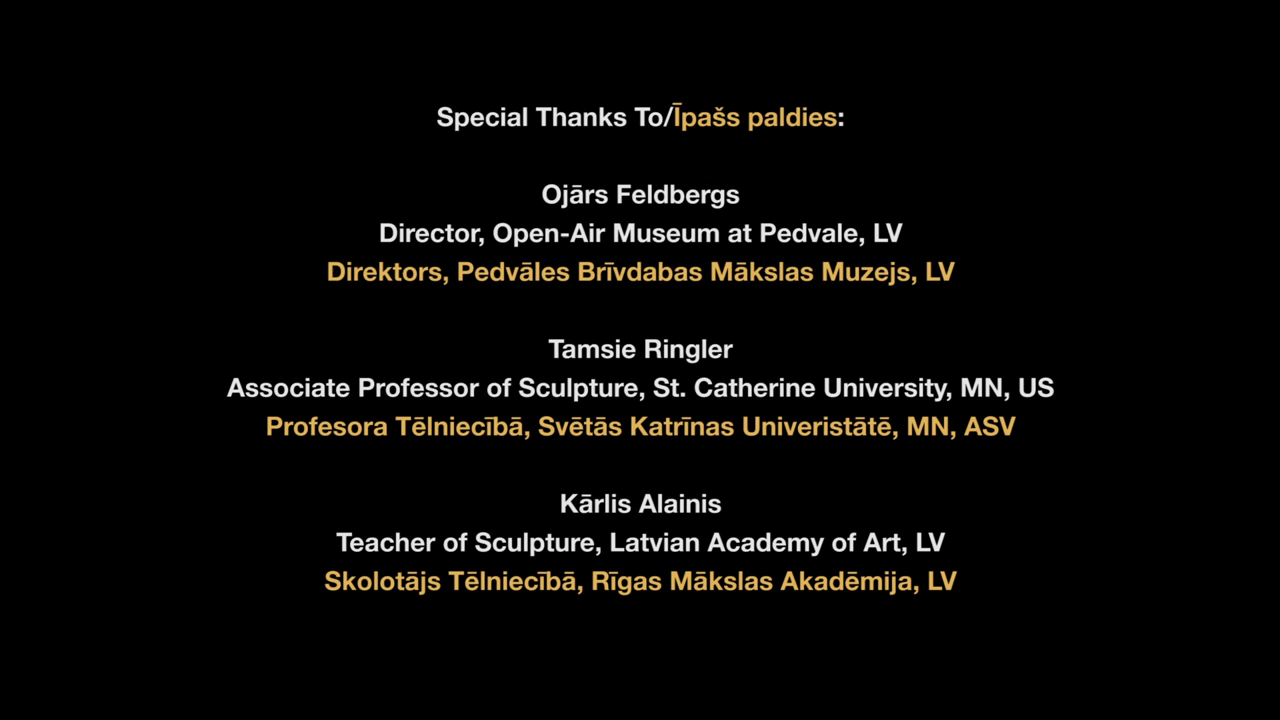 Special Thanks To/Īpašs paldies:
Ojārs Feldbergs
Director, Open-Air Museum at Pedvale, LV
Direktors, Pedvāles Brīvdabas Mākslas Muzejs, LV
Tamsie Ringler
Associate Professor of Sculpture, St. Catherine University, MN, US
Profesora Tēlniecībā, Svētās Katrīnas Univeristātē, MN, ASV
Kārlis Alainis
Teacher of Sculpture, Latvian Academy of Art, LV
Skolotājs Tēlniecībā, Rīgas Mākslas Akadēmija, LV